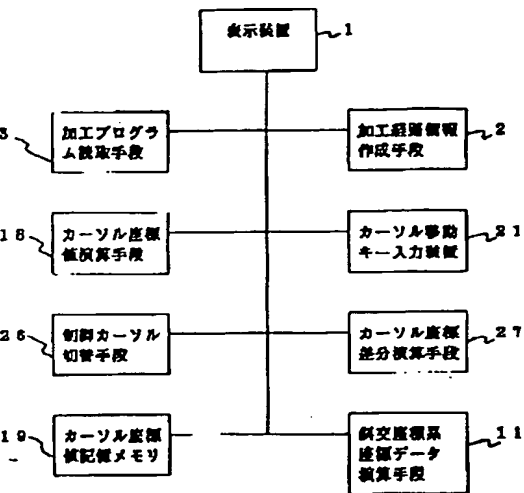 表示装置
1
3
加工プログラ
ム読取手段
加工経路情報
作成手段
2
18
カーソル座標
値演算手段
カーソル移動
キー入力装置
21
26
制御カーソル
切替手段
カーソル座標
差分演算手段
27
19
カーソル座標
値記憶メモリ
斜交座標系
座標データ
演算手段
11